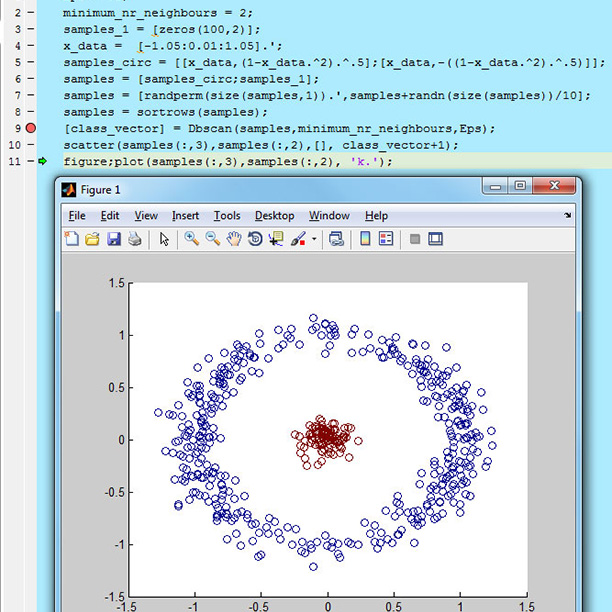 2 – minimum_nr_neighbours = 2;
3 – samples_1 = [zeros(100,2)];
4 – x_data =  [-1.05:0.01:1.05].';
5 – samples_circ = [[x_data,(1-x_data.^2).^.5];[x_data,-((1-x_data.^2).^.5)]];
6 – samples = [samples_circ;samples_1];
7 – samples = [randperm(size(samples,1)).',samples+randn(size(samples))/10];
8 – samples = sortrows(samples);
9 [class_vector] = Dbscan(samples,minimum_nr_neighbours,Eps);
10 – scatter(samples(:,3),samples(:,2),[], class_vector+1);
11 – figure;plot(samples(:,3),samples(:,2), 'k.');
Figure 1
File Edit View Insert Tools Desktop Window Help
1.5
1
0.5
0
-0.5
-1
-1.5
-1.5 -1 -0.5 0 0.5 1 1.5